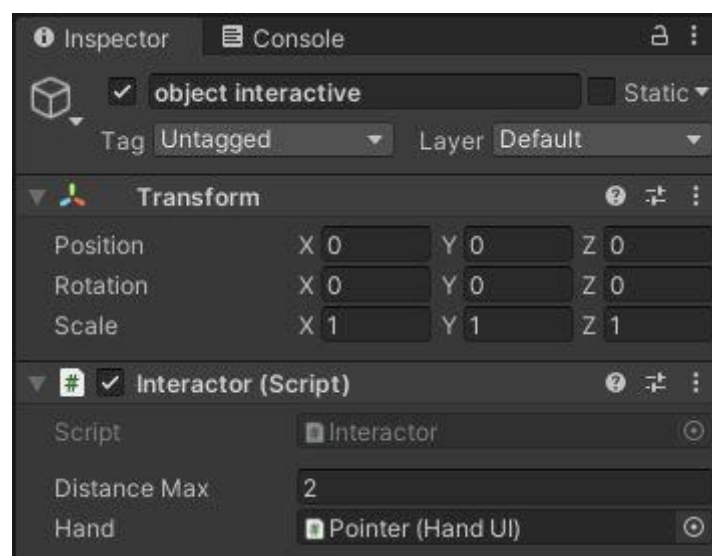 Inspector Console
object interactive Static
Tag Untagged Layer Default
Transform
Position X 0 Y 0 Z 0
Rotation X 0 Y 0 Z 0
Scale X 1 Y 1 Z 1
# Interactor (Script)
Script Interactor
Distance Max 2
Hand Pointer (Hand UI)